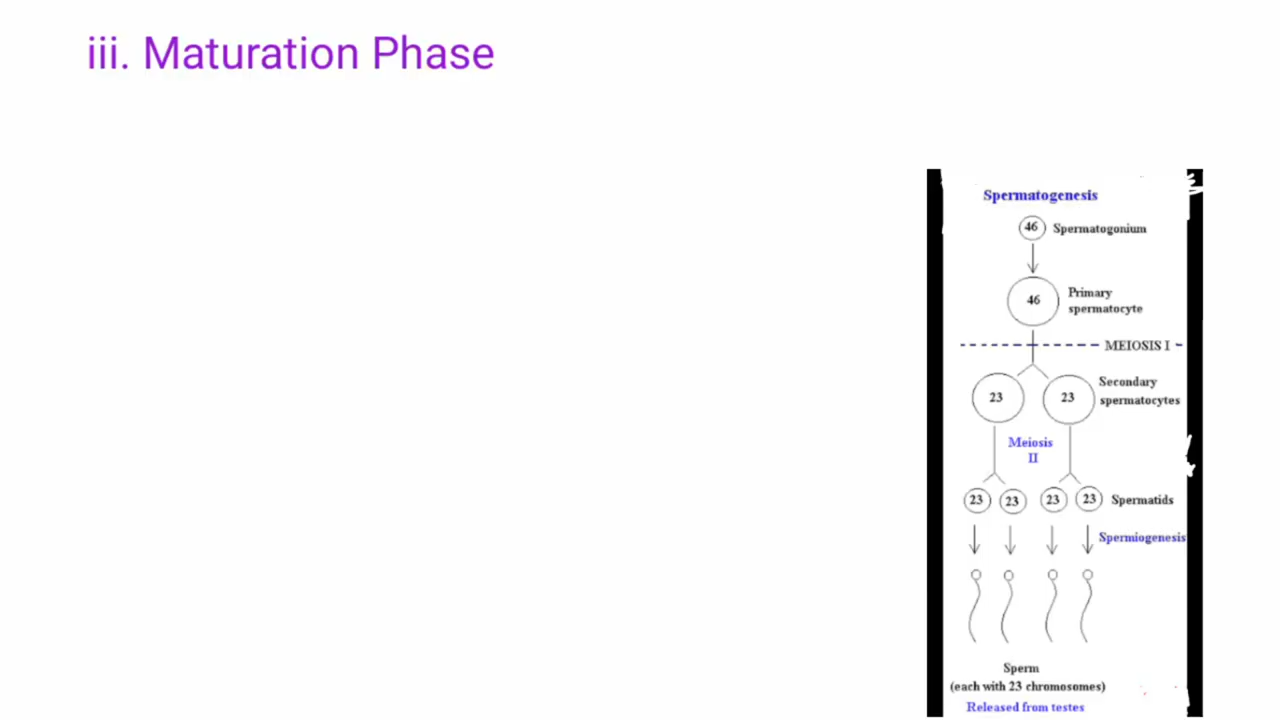 iii. Maturation Phase
Spermatogenesis
46 Spermatogonium
46 Primary
spermatocyte
MEIOSIS I
23 23 Secondary
spermatocytes
Meiosis
II
23 23 23 23 Spermatids
Spermiogenesis
Sperm
(each with 23 chromosomes)
Released from testes